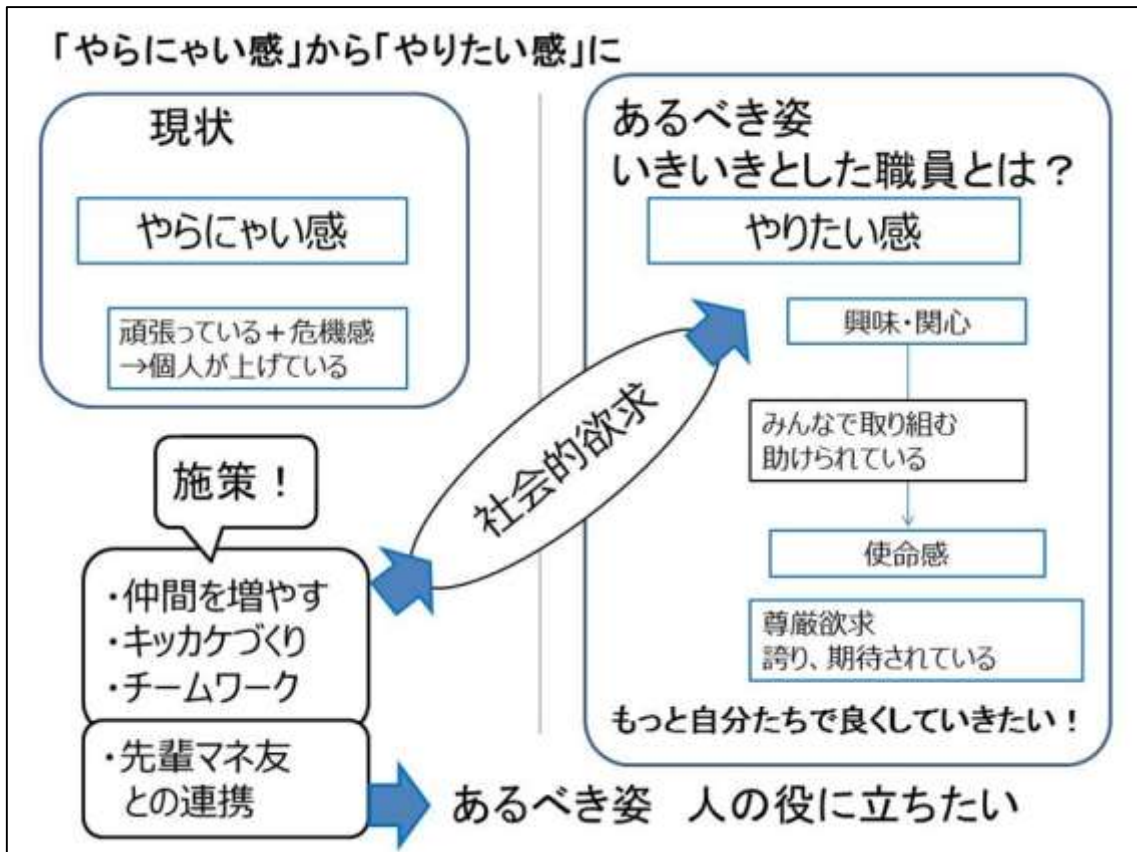 「やらにゃい感」から「やりたい感」に
現状
やらにゃい感
頑張っている＋危機感
→個人が上げている
施策！
・仲間を増やす
・キッカケづくり
・チームワーク
・先輩マネ友
との連携
社会的欲求
あるべき姿
いきいきとした職員とは？
やりたい感
興味・関心
みんなで取り組む
助けられている
使命感
尊厳欲求
誇り、期待されている
もっと自分たちで良くしていきたい！
あるべき姿　人の役に立ちたい